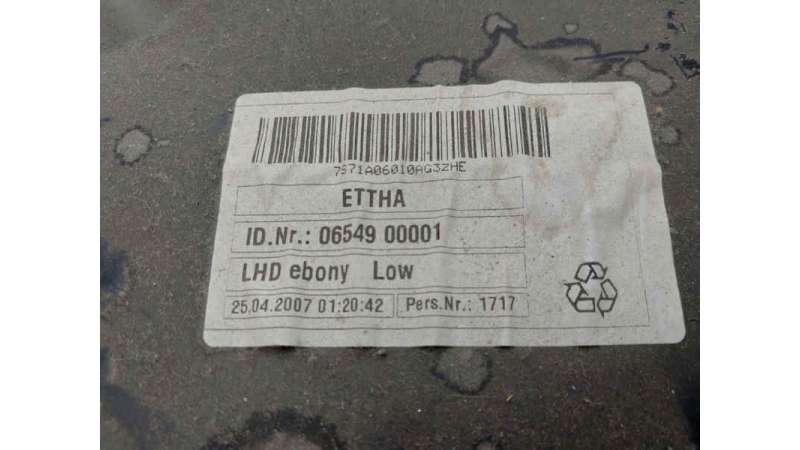 7S71A06010AG3ZHE
ETTHA
ID.Nr.: 06549 00001
LHD ebony Low
25.04.2007 01:20:42
Pers.Nr.: 1717